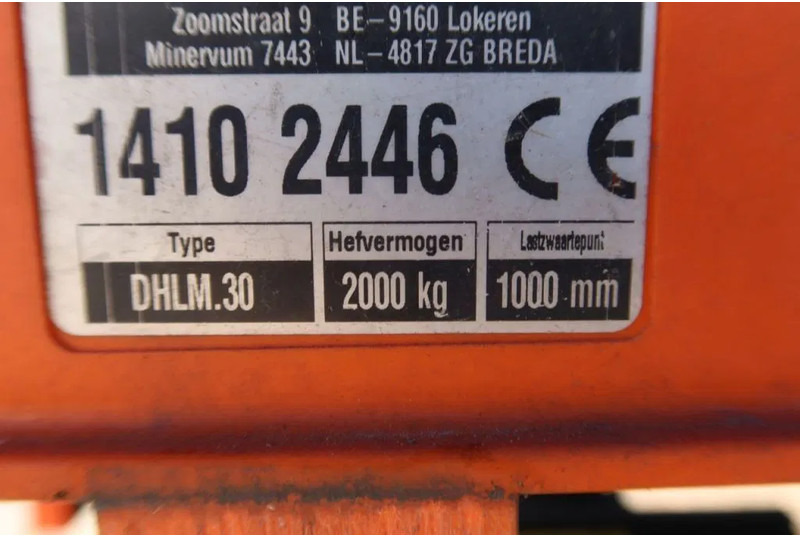 Zoomstraat 9 BE-9160 Lokeren
Minervum 7443 NL-4817 ZG BREDA
1410 2446 CE
Type Hefvermogen Lastzwaartepunt
DHLM.30 2000 kg 1000 mm